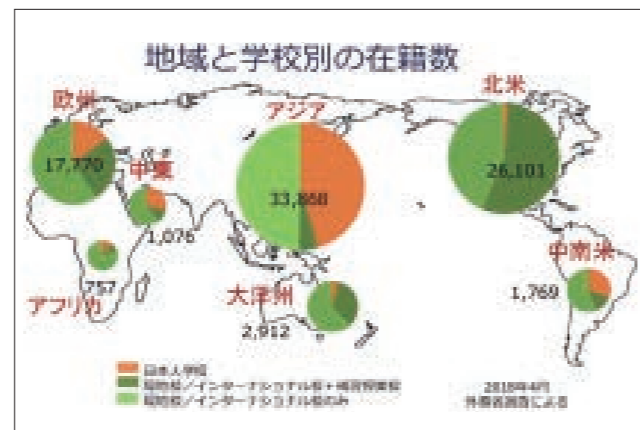 地域と学校別の在籍数
欧州
17,770
中東
1,076
アフリカ
757
アジア
33,868
大洋州
2,912
北米
26,101
中南米
1,769
日本人学校
現地校/インターナショナル校+補習授業校
現地校/インターナショナル校のみ
2018年4月
外務省調査による